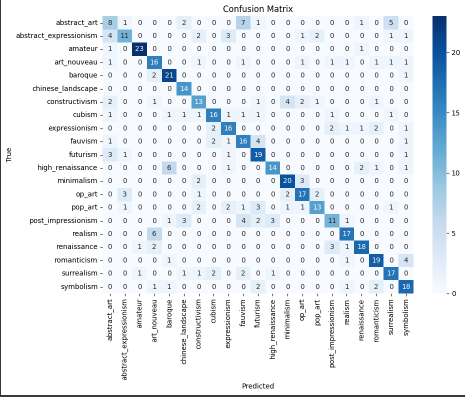 Confusion Matrix
True
abstract_art 8 1 0 0 0 2 0 0 0 7 1 0 0 0 0 0 0 1 0 5 0
abstract_expressionism 4 11 0 0 0 0 2 0 3 0 0 0 0 1 2 0 0 0 0 1 1
amateur 1 0 23 0 0 0 0 0 0 0 0 0 0 0 0 0 0 0 0 0 0
art_nouveau 0 0 0 16 0 0 1 0 0 1 0 0 0 1 0 1 1 0 1 1 1
baroque 0 0 0 2 21 0 0 0 0 0 0 0 0 0 0 0 0 0 0 0 1
chinese_landscape 0 0 0 0 0 14 0 0 0 0 0 0 0 0 0 0 0 0 0 0 0
constructivism 2 0 0 1 0 0 13 0 0 0 1 0 4 2 1 0 0 0 1 0 0
cubism 1 0 0 0 1 1 1 16 1 1 1 0 0 0 0 1 0 0 0 1 0
expressionism 0 0 0 0 0 0 0 2 16 0 0 0 0 0 0 2 1 1 2 0 1
fauvism 1 0 0 0 0 0 0 2 1 16 4 0 0 0 0 0 0 0 0 0 1
futurism 3 1 0 0 0 0 0 0 0 1 19 0 0 0 0 0 0 0 0 0 1
high_renaissance 0 0 0 0 6 0 0 0 0 1 0 14 0 0 0 0 0 2 1 0 1
minimalism 0 0 0 0 0 0 2 0 0 0 0 0 20 3 0 0 0 0 0 0 0
op_art 0 3 0 0 0 0 1 0 0 0 0 0 2 17 2 0 0 0 0 0 0
pop_art 0 1 0 0 0 0 2 0 2 1 3 0 1 1 13 0 0 0 0 1 0
post_impressionism 0 0 0 0 1 3 0 0 0 4 2 3 0 0 0 11 1 0 0 0 0
realism 0 0 0 6 0 0 0 0 0 0 0 0 0 0 0 1 17 0 0 0 0
renaissance 0 0 1 2 0 0 0 0 0 0 0 0 0 0 0 3 1 18 0 0 0
romanticism 0 0 0 0 1 0 0 0 0 0 0 0 0 0 0 0 1 0 19 0 4
surrealism 0 0 1 0 0 1 0 2 0 2 0 1 0 0 0 0 0 0 0 17 0
symbolism 0 0 0 1 1 0 0 0 0 0 2 0 0 0 0 0 1 0 2 0 18
abstract_art
abstract_expressionism
amateur
art_nouveau
baroque
chinese_landscape
constructivism
cubism
expressionism
fauvism
futurism
high_renaissance
minimalism
op_art
pop_art
post_impressionism
realism
renaissance
romanticism
surrealism
symbolism
Predicted
20
15
10
5
0